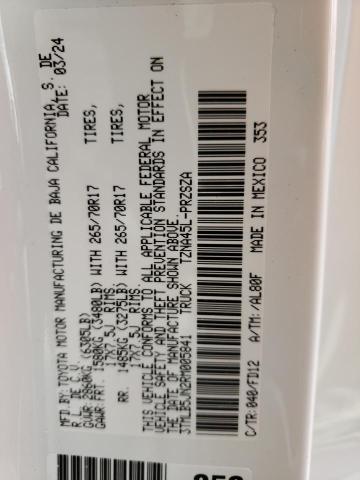 MFD.BY:TOYOTA MOTOR MANUFACTURING DE BAJA CALIFORNIA, S. DE
R.L. DE C.V. DATE: 03/24
GVWR:2860KG (6305LB)
GAWR:FRT. 1580KG (3480LB) WITH 265/70R17 TIRES,
17X7.5J RIMS
RR. 1485KG (3275LB) WITH 265/70R17 TIRES,
17X7.5J RIMS
THIS VEHICLE CONFORMS TO ALL APPLICABLE FEDERAL MOTOR
VEHICLE SAFETY AND THEFT PREVENTION STANDARDS IN EFFECT ON
THE DATE OF MANUFACTURE SHOWN ABOVE.
TRUCK TZNA45L-PRZSZA
C/TR:040/FD12 A/TM:/AL80F MADE IN MEXICO 353